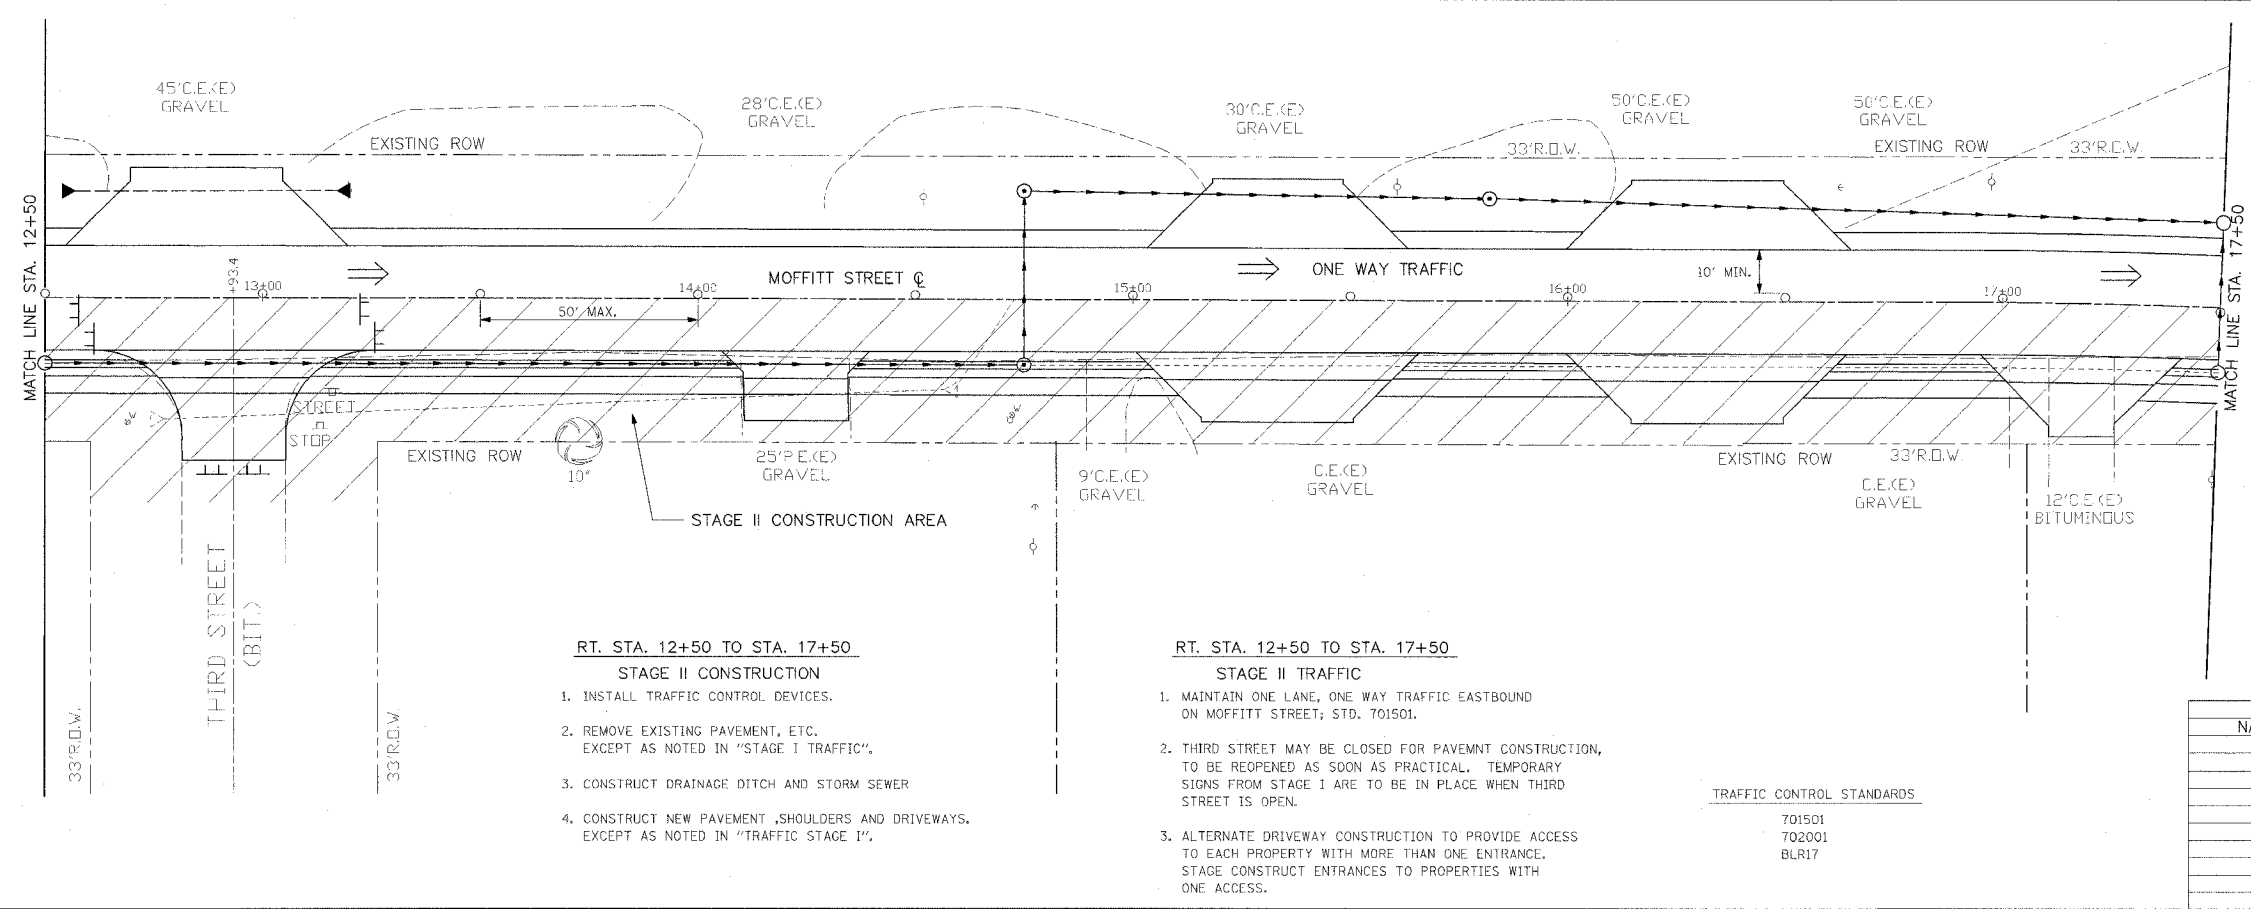 45'C.E.(E)
GRAVEL
28'C.E.(E)
GRAVEL
30'C.E.(E)
GRAVEL
50'C.E.(E)
GRAVEL
50'C.E.(E)
GRAVEL
EXISTING ROW
33'R.O.W.
EXISTING ROW
33'R.O.W.
MATCH LINE STA. 12+50
MATCH LINE STA. 17+50
+93.4
13+00
14+00
MOFFITT STREET ℄
15+00
ONE WAY TRAFFIC
16+00
10' MIN.
17+00
50' MAX.
STREET
STOP
EXISTING ROW
10"
25'P.E.(E)
GRAVEL
9'C.E.(E)
GRAVEL
C.E.(E)
GRAVEL
EXISTING ROW
33'R.O.W.
C.E.(E)
GRAVEL
12'C.E.(E)
BITUMINOUS
STAGE II CONSTRUCTION AREA
THIRD STREET
(BIT.)
33'R.O.W.
33'R.O.W.
RT. STA. 12+50 TO STA. 17+50
STAGE II CONSTRUCTION
1. INSTALL TRAFFIC CONTROL DEVICES.
2. REMOVE EXISTING PAVEMENT, ETC.
EXCEPT AS NOTED IN "STAGE I TRAFFIC".
3. CONSTRUCT DRAINAGE DITCH AND STORM SEWER
4. CONSTRUCT NEW PAVEMENT ,SHOULDERS AND DRIVEWAYS.
EXCEPT AS NOTED IN "TRAFFIC STAGE I".
RT. STA. 12+50 TO STA. 17+50
STAGE II TRAFFIC
1. MAINTAIN ONE LANE, ONE WAY TRAFFIC EASTBOUND
ON MOFFITT STREET; STD. 701501.
2. THIRD STREET MAY BE CLOSED FOR PAVEMNT CONSTRUCTION,
TO BE REOPENED AS SOON AS PRACTICAL. TEMPORARY
SIGNS FROM STAGE I ARE TO BE IN PLACE WHEN THIRD
STREET IS OPEN.
3. ALTERNATE DRIVEWAY CONSTRUCTION TO PROVIDE ACCESS
TO EACH PROPERTY WITH MORE THAN ONE ENTRANCE.
STAGE CONSTRUCT ENTRANCES TO PROPERTIES WITH
ONE ACCESS.
TRAFFIC CONTROL STANDARDS
701501
702001
BLR17